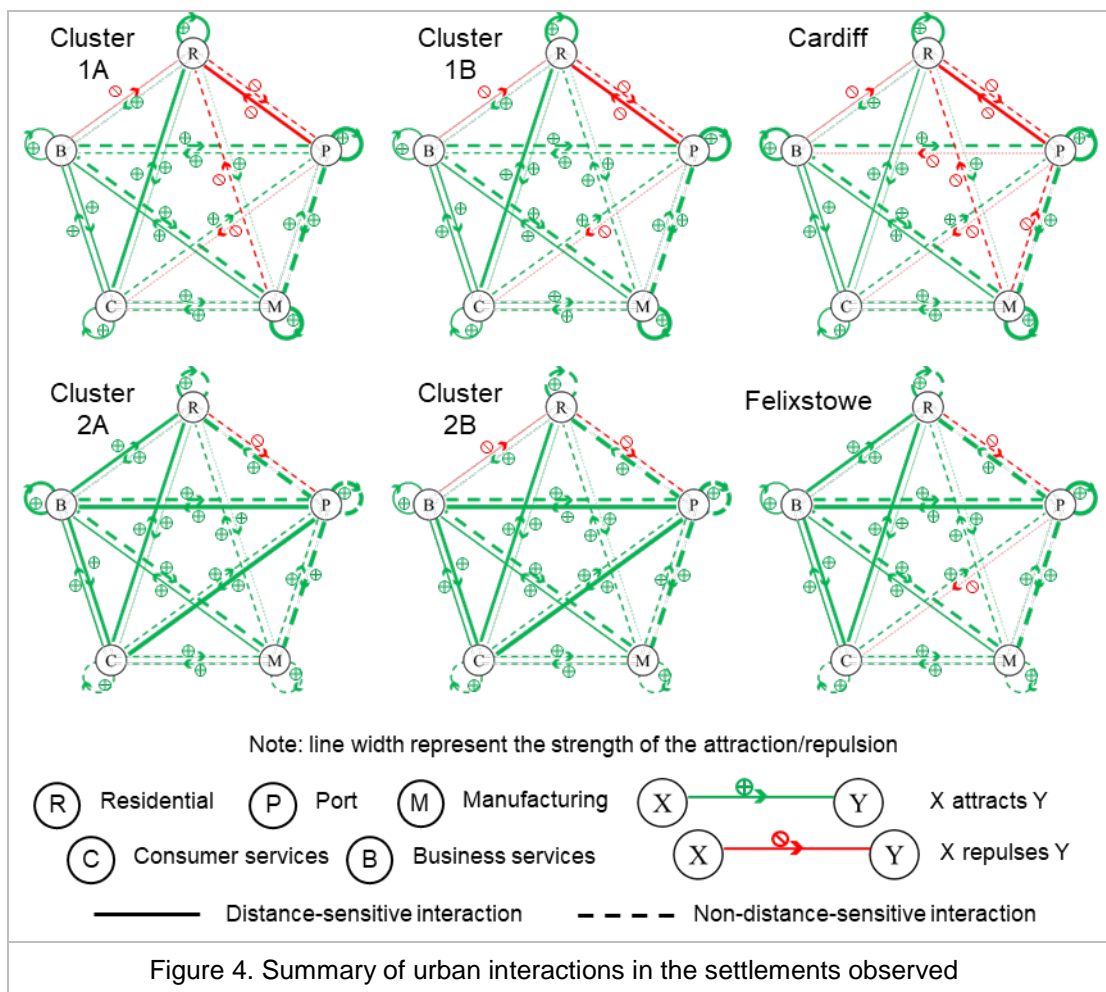 Cluster
1A
R
B
P
C
M
Cluster
1B
R
B
P
C
M
Cardiff
R
B
P
C
M
Cluster
2A
R
B
P
C
M
Cluster
2B
R
B
P
C
M
Felixstowe
R
B
P
C
M
Note: line width represent the strength of the attraction/repulsion
R Residential P Port M Manufacturing X Y X attracts Y
C Consumer services B Business services X Y X repulses Y
Distance-sensitive interaction Non-distance-sensitive interaction
Figure 4. Summary of urban interactions in the settlements observed